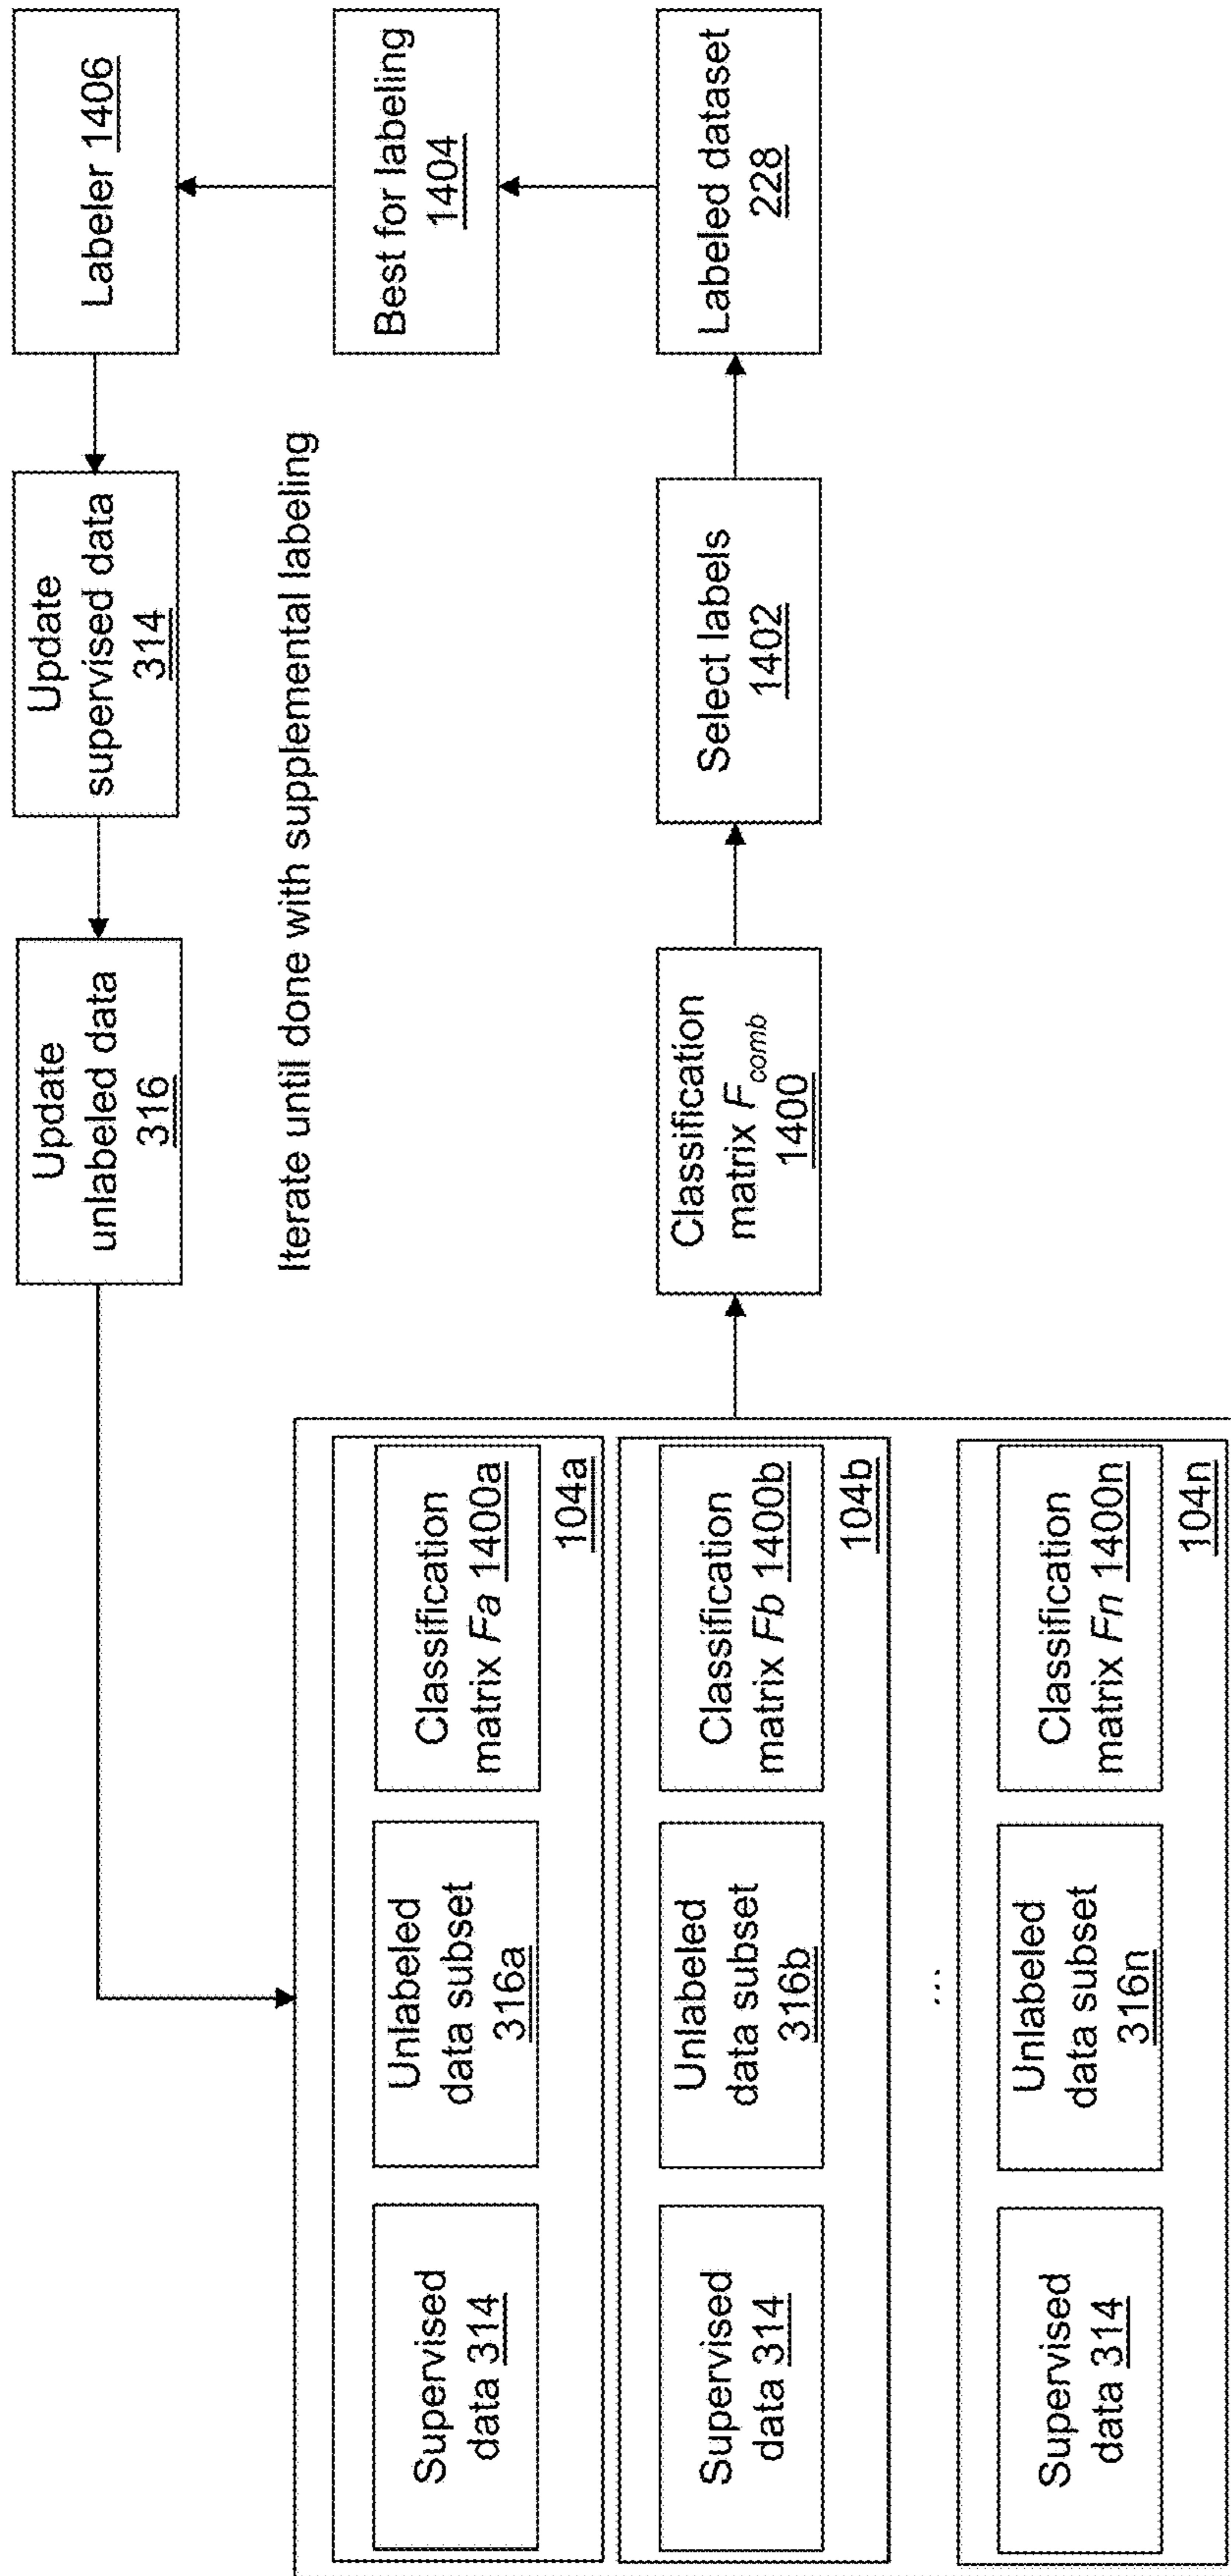 Update
unlabeled data
316
Update
supervised data
314
Labeler 1406
Iterate until done with supplemental labeling
Best for labeling
1404
Supervised
data 314
Unlabeled
data subset
316a
Classification
matrix Fa 1400a
104a
Supervised
data 314
Unlabeled
data subset
316b
Classification
matrix Fb 1400b
104b
...
Supervised
data 314
Unlabeled
data subset
316n
Classification
matrix Fn 1400n
104n
Classification
matrix Fcomb
1400
Select labels
1402
Labeled dataset
228